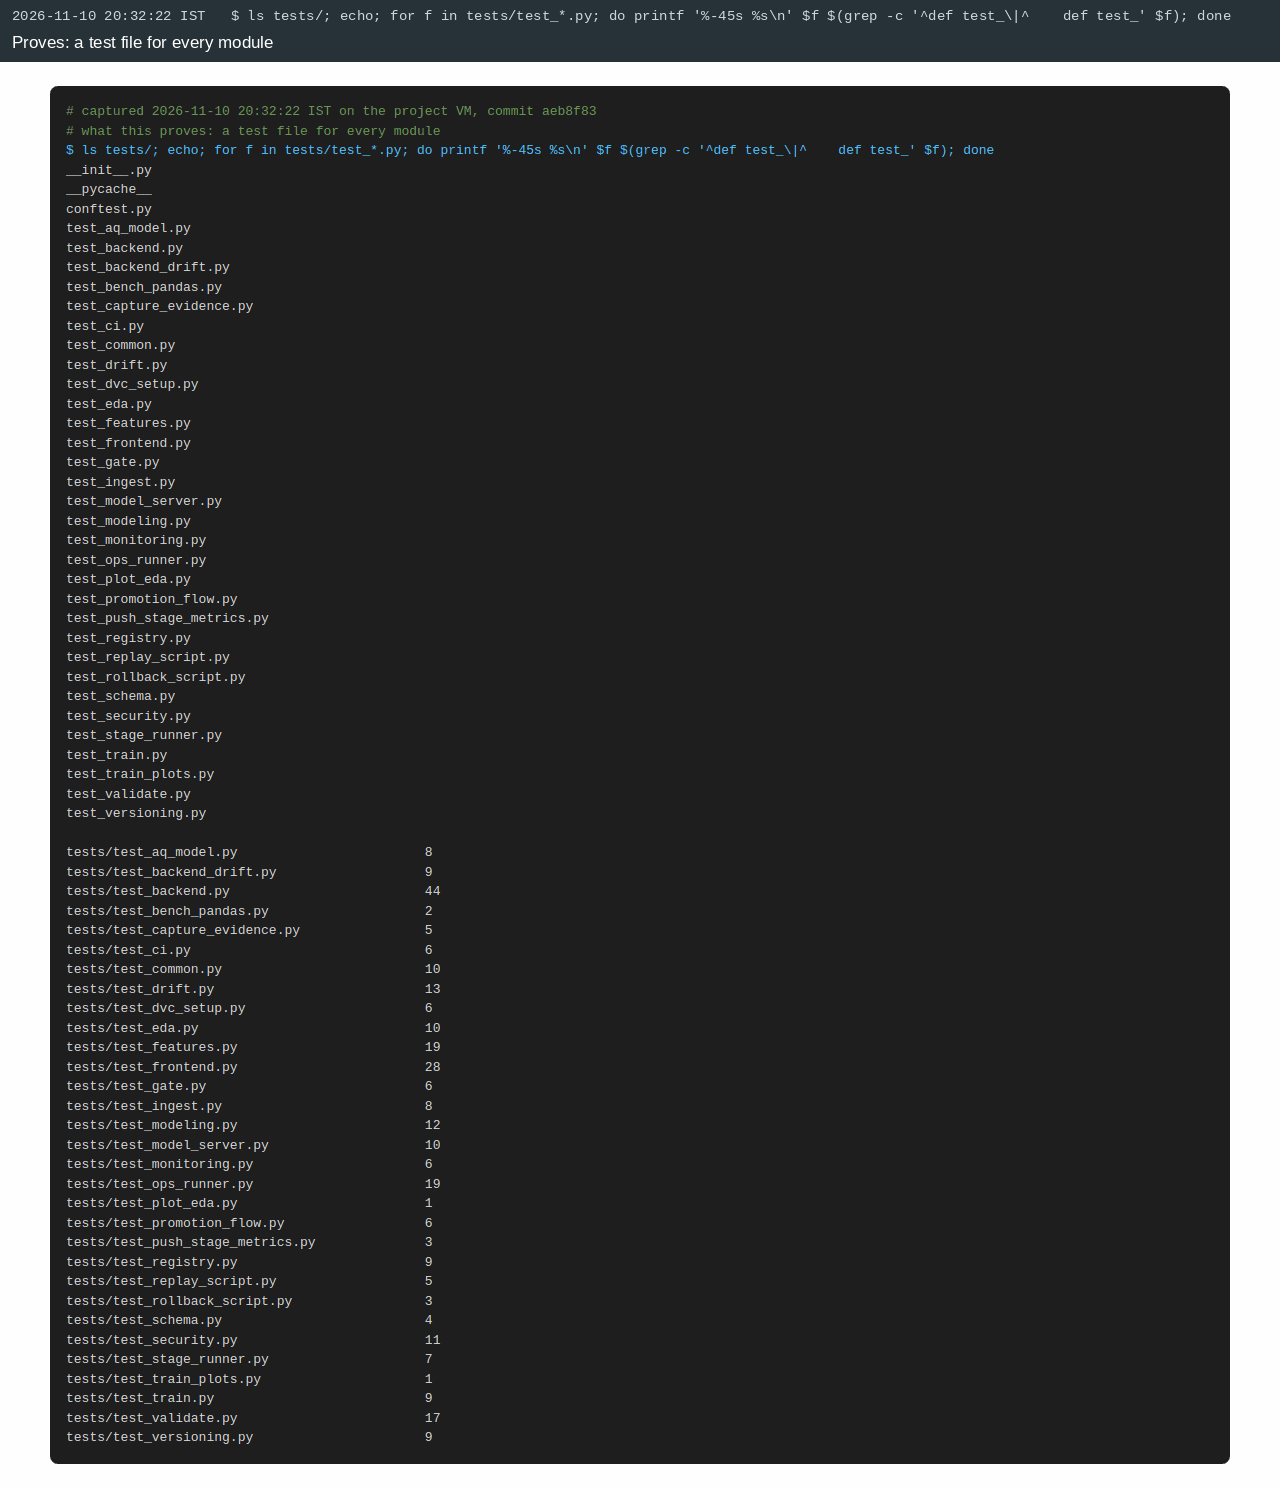 2026-11-10 20:32:22 IST   $ ls tests/; echo; for f in tests/test_*.py; do printf '%-45s %s\n' $f $(grep -c '^def test_\|^    def test_' $f); done
Proves: a test file for every module
# captured 2026-11-10 20:32:22 IST on the project VM, commit aeb8f83
# what this proves: a test file for every module
$ ls tests/; echo; for f in tests/test_*.py; do printf '%-45s %s\n' $f $(grep -c '^def test_\|^    def test_' $f); done
__init__.py
__pycache__
conftest.py
test_aq_model.py
test_backend.py
test_backend_drift.py
test_bench_pandas.py
test_capture_evidence.py
test_ci.py
test_common.py
test_drift.py
test_dvc_setup.py
test_eda.py
test_features.py
test_frontend.py
test_gate.py
test_ingest.py
test_model_server.py
test_modeling.py
test_monitoring.py
test_ops_runner.py
test_plot_eda.py
test_promotion_flow.py
test_push_stage_metrics.py
test_registry.py
test_replay_script.py
test_rollback_script.py
test_schema.py
test_security.py
test_stage_runner.py
test_train.py
test_train_plots.py
test_validate.py
test_versioning.py

tests/test_aq_model.py                        8
tests/test_backend_drift.py                   9
tests/test_backend.py                         44
tests/test_bench_pandas.py                    2
tests/test_capture_evidence.py                5
tests/test_ci.py                              6
tests/test_common.py                          10
tests/test_drift.py                           13
tests/test_dvc_setup.py                       6
tests/test_eda.py                             10
tests/test_features.py                        19
tests/test_frontend.py                        28
tests/test_gate.py                            6
tests/test_ingest.py                          8
tests/test_modeling.py                        12
tests/test_model_server.py                    10
tests/test_monitoring.py                      6
tests/test_ops_runner.py                      19
tests/test_plot_eda.py                        1
tests/test_promotion_flow.py                  6
tests/test_push_stage_metrics.py              3
tests/test_registry.py                        9
tests/test_replay_script.py                   5
tests/test_rollback_script.py                 3
tests/test_schema.py                          4
tests/test_security.py                        11
tests/test_stage_runner.py                    7
tests/test_train_plots.py                     1
tests/test_train.py                           9
tests/test_validate.py                        17
tests/test_versioning.py                      9